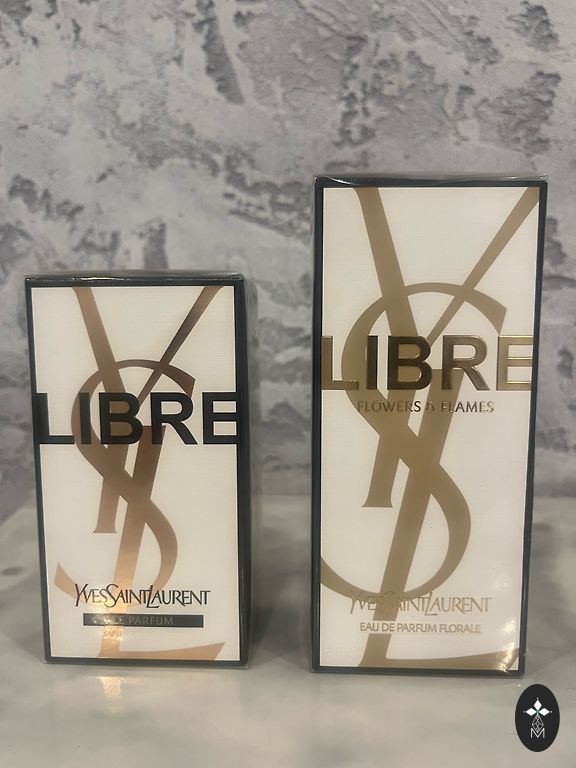 LIBRE
YVESSAINTLAURENT
LE PARFUM
LIBRE
FLOWERS & FLAMES
YVESSAINTLAURENT
EAU DE PARFUM FLORALE
M